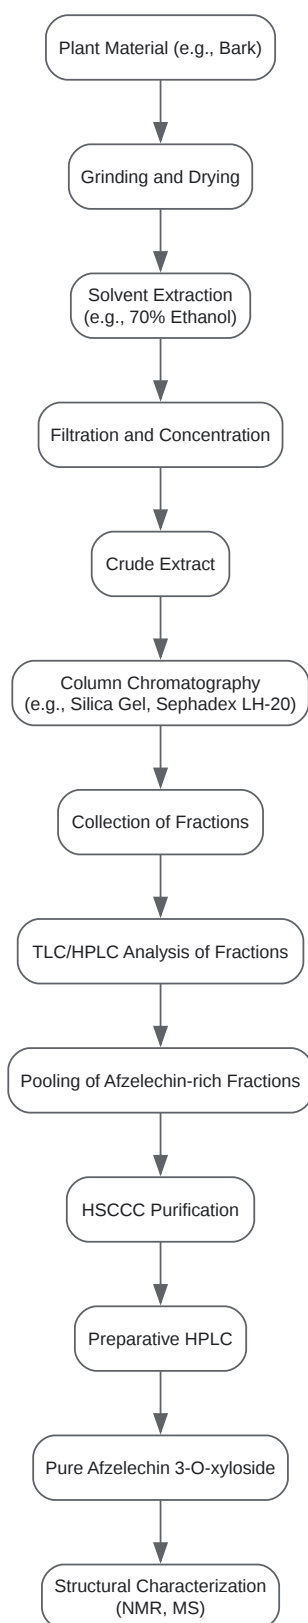 Plant Material (e.g., Bark)
Grinding and Drying
Solvent Extraction
(e.g., 70% Ethanol)
Filtration and Concentration
Crude Extract
Column Chromatography
(e.g., Silica Gel, Sephadex LH-20)
Collection of Fractions
TLC/HPLC Analysis of Fractions
Pooling of Afzelechin-rich Fractions
HSCCC Purification
Preparative HPLC
Pure Afzelechin 3-O-xyloside
Structural Characterization
(NMR, MS)